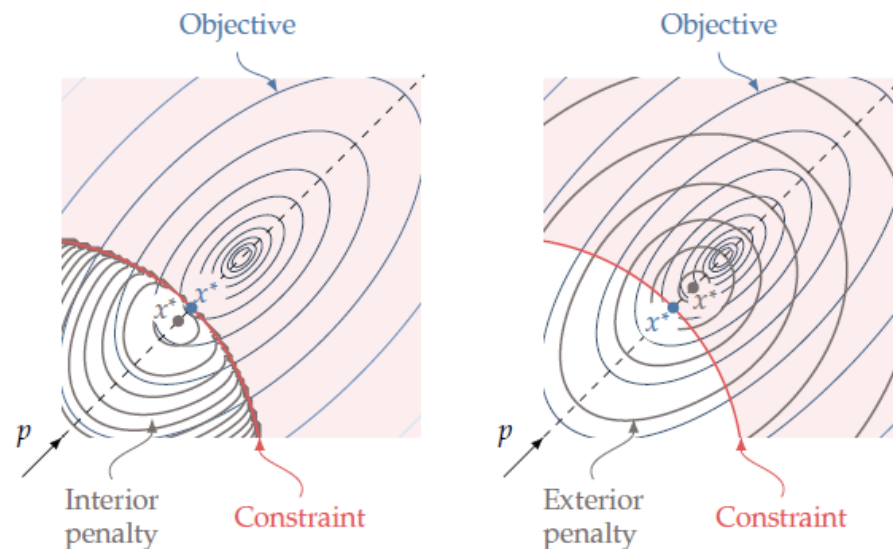 Objective
x*
x*
p
Interior
penalty
Constraint
Objective
x*
x*
p
Exterior
penalty
Constraint